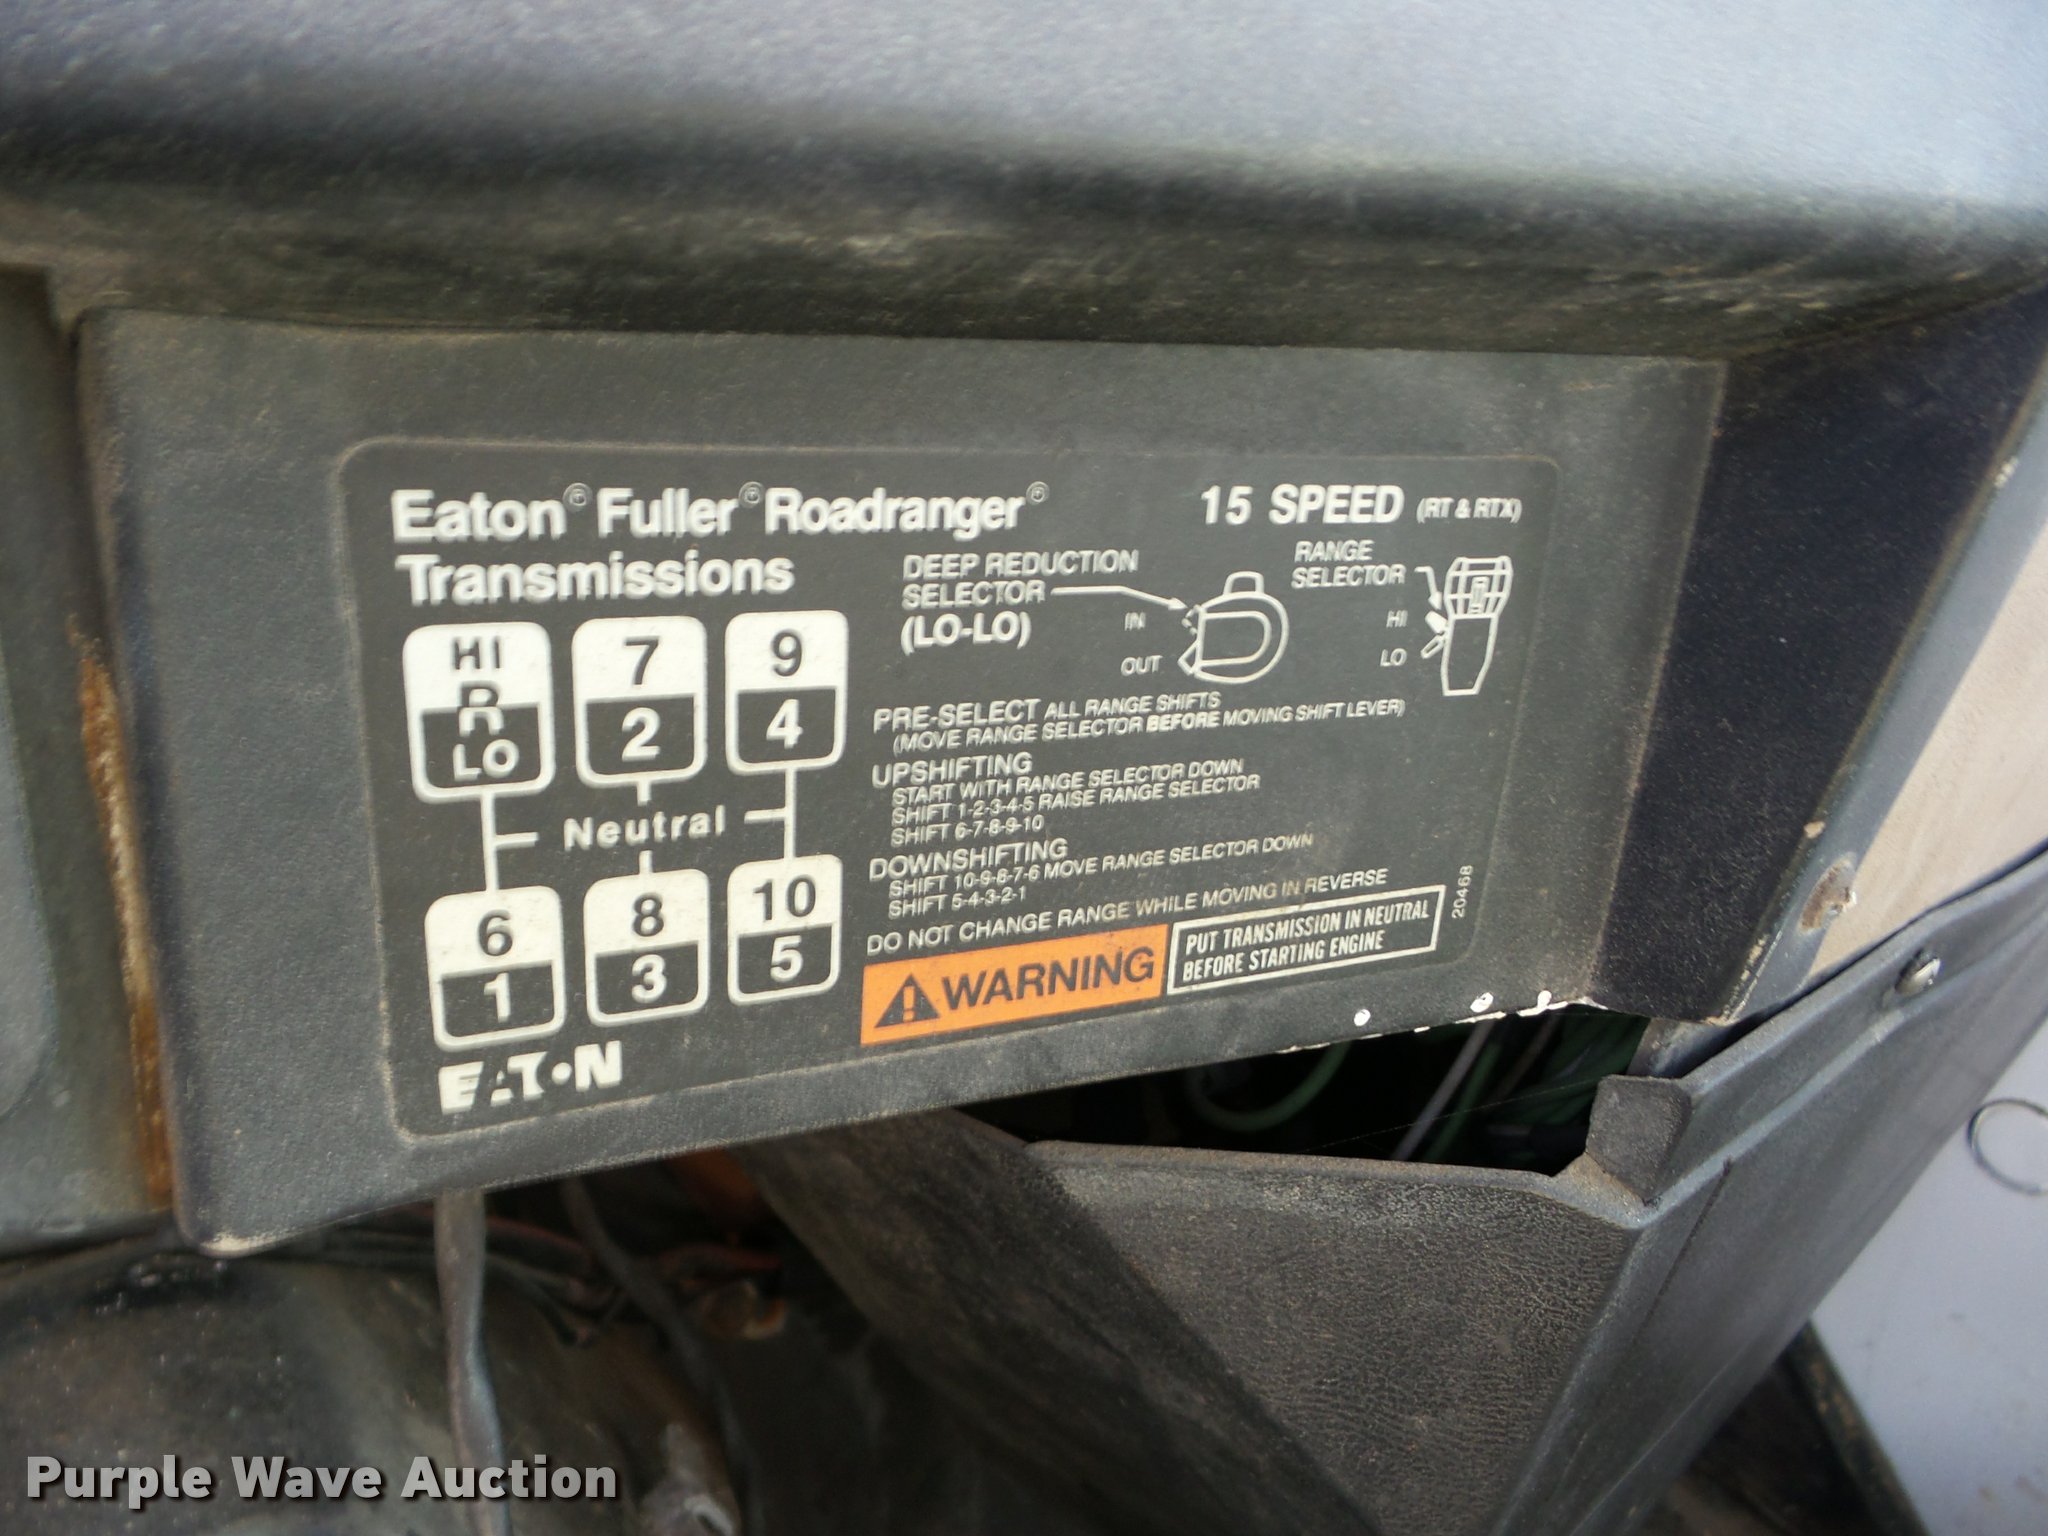 Eaton® Fuller® Roadranger®
Transmissions
15 SPEED (RT & RTX)
DEEP REDUCTION
SELECTOR
(LO-LO)
IN
OUT
RANGE
SELECTOR
HI
LO
HI
R
LO
7
2
9
4
Neutral
6
1
8
3
10
5
PRE-SELECT ALL RANGE SHIFTS
(MOVE RANGE SELECTOR BEFORE MOVING SHIFT LEVER)
UPSHIFTING
START WITH RANGE SELECTOR DOWN
SHIFT 1-2-3-4-5 RAISE RANGE SELECTOR
SHIFT 6-7-8-9-10
DOWNSHIFTING
SHIFT 10-9-8-7-6 MOVE RANGE SELECTOR DOWN
SHIFT 5-4-3-2-1
DO NOT CHANGE RANGE WHILE MOVING IN REVERSE
WARNING
PUT TRANSMISSION IN NEUTRAL
BEFORE STARTING ENGINE
20468
EATON
Purple Wave Auction